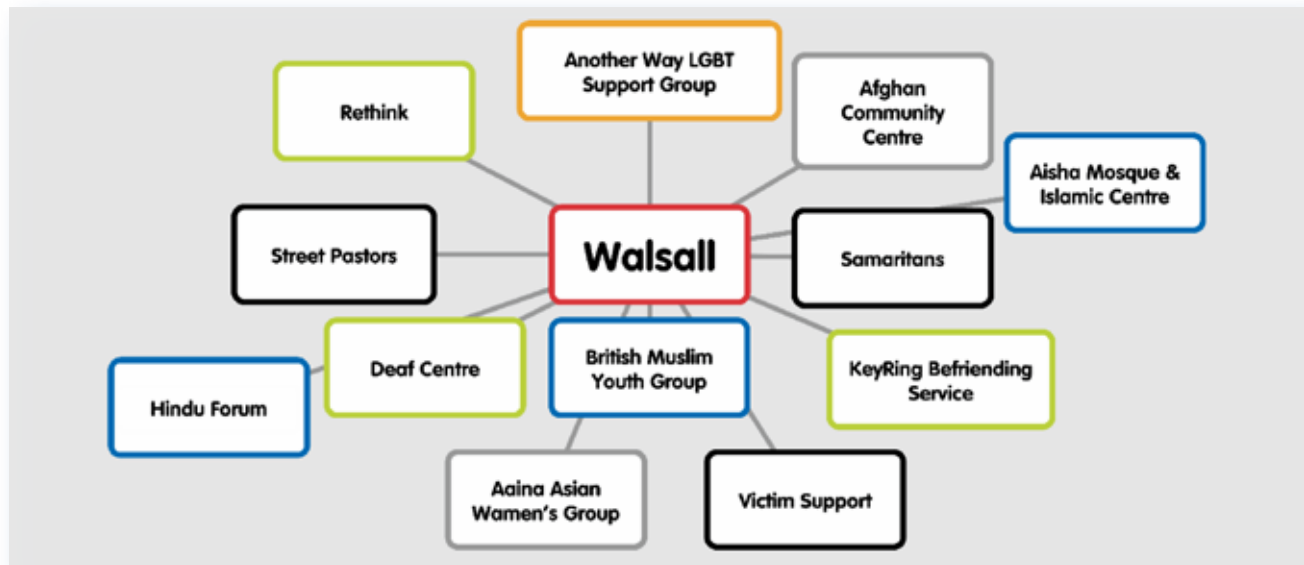 Another Way LGBT
Support Group
Rethink
Afghan
Community
Centre
Aisha Mosque &
Islamic Centre
Street Pastors
Walsall
Samaritans
Deaf Centre
British Muslim
Youth Group
KeyRing Befriending
Service
Hindu Forum
Aaina Asian
Wamen's Group
Victim Support